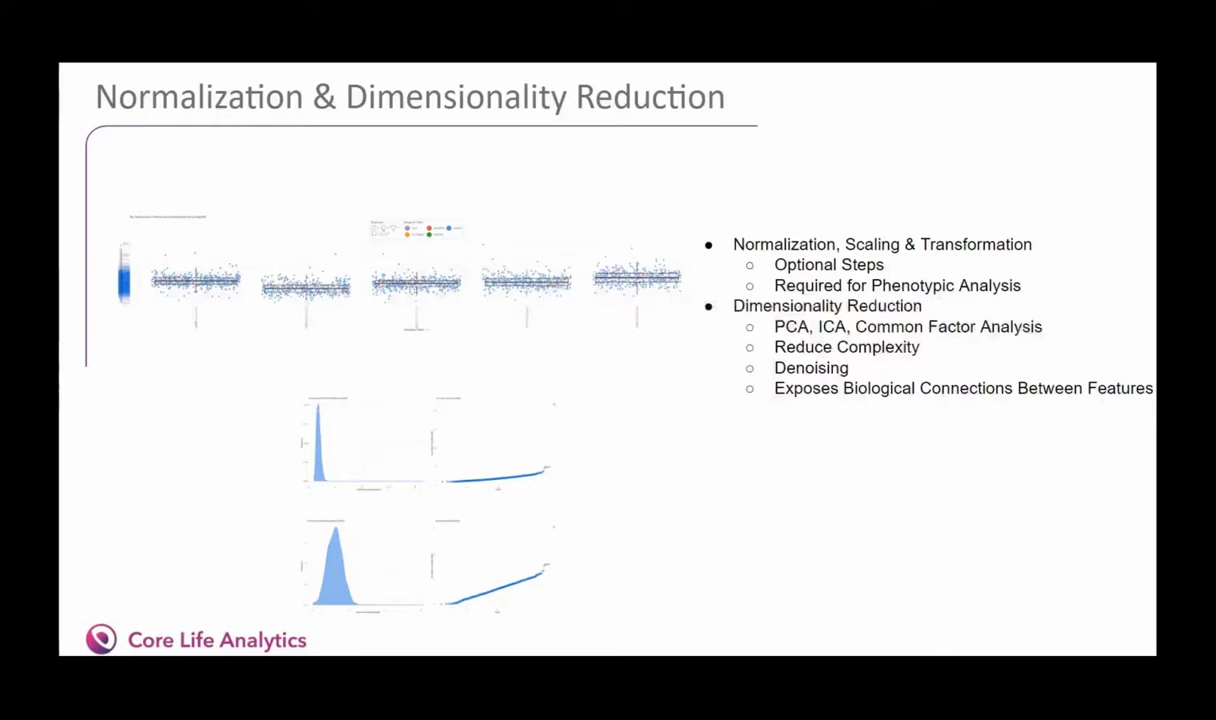 Normalization & Dimensionality Reduction
● Normalization, Scaling & Transformation
○ Optional Steps
○ Required for Phenotypic Analysis
● Dimensionality Reduction
○ PCA, ICA, Common Factor Analysis
○ Reduce Complexity
○ Denoising
○ Exposes Biological Connections Between Features
Core Life Analytics